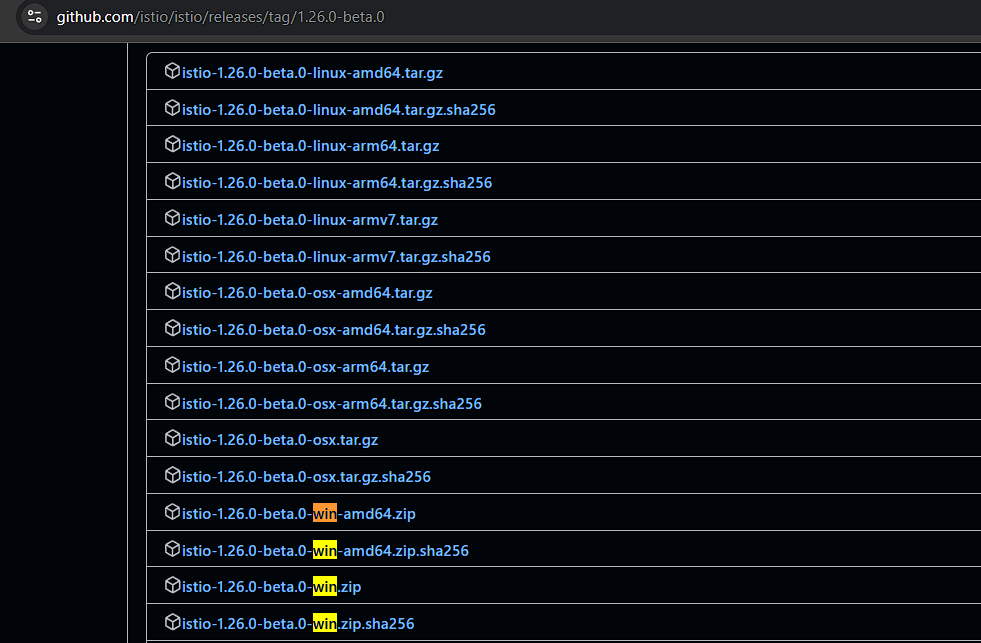 github.com/istio/istio/releases/tag/1.26.0-beta.0
istio-1.26.0-beta.0-linux-amd64.tar.gz
istio-1.26.0-beta.0-linux-amd64.tar.gz.sha256
istio-1.26.0-beta.0-linux-arm64.tar.gz
istio-1.26.0-beta.0-linux-arm64.tar.gz.sha256
istio-1.26.0-beta.0-linux-armv7.tar.gz
istio-1.26.0-beta.0-linux-armv7.tar.gz.sha256
istio-1.26.0-beta.0-osx-amd64.tar.gz
istio-1.26.0-beta.0-osx-amd64.tar.gz.sha256
istio-1.26.0-beta.0-osx-arm64.tar.gz
istio-1.26.0-beta.0-osx-arm64.tar.gz.sha256
istio-1.26.0-beta.0-osx.tar.gz
istio-1.26.0-beta.0-osx.tar.gz.sha256
istio-1.26.0-beta.0-win-amd64.zip
istio-1.26.0-beta.0-win-amd64.zip.sha256
istio-1.26.0-beta.0-win.zip
istio-1.26.0-beta.0-win.zip.sha256